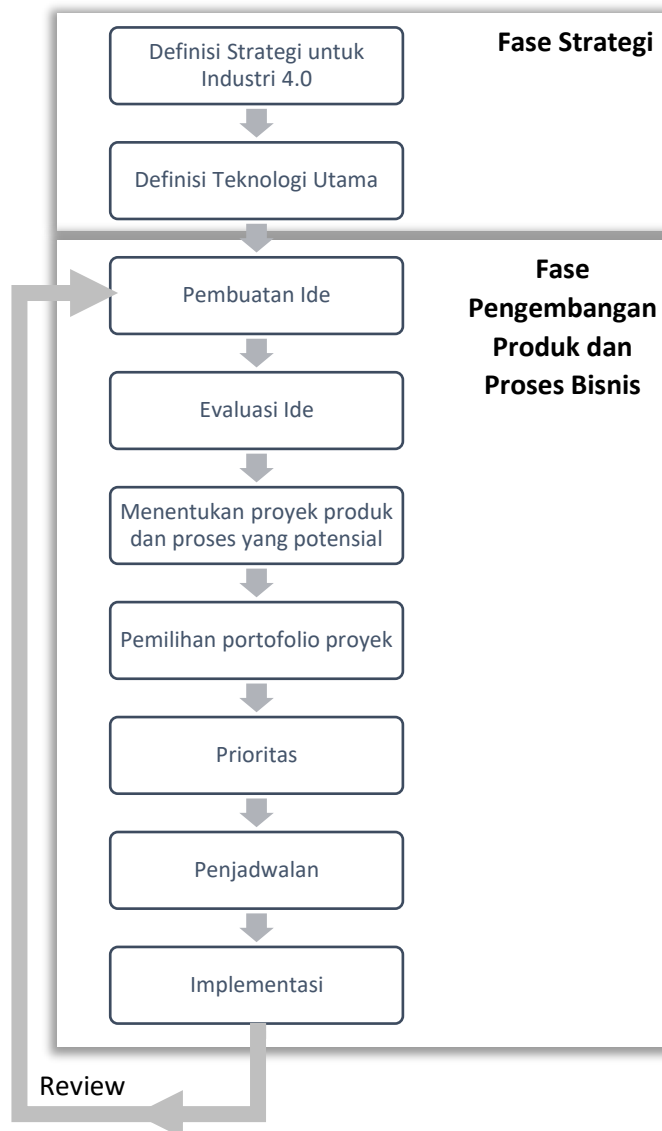 Definisi Strategi untuk
Industri 4.0
Fase Strategi
Definisi Teknologi Utama
Pembuatan Ide
Fase
Pengembangan
Produk dan
Proses Bisnis
Evaluasi Ide
Menentukan proyek produk
dan proses yang potensial
Pemilihan portofolio proyek
Prioritas
Penjadwalan
Implementasi
Review